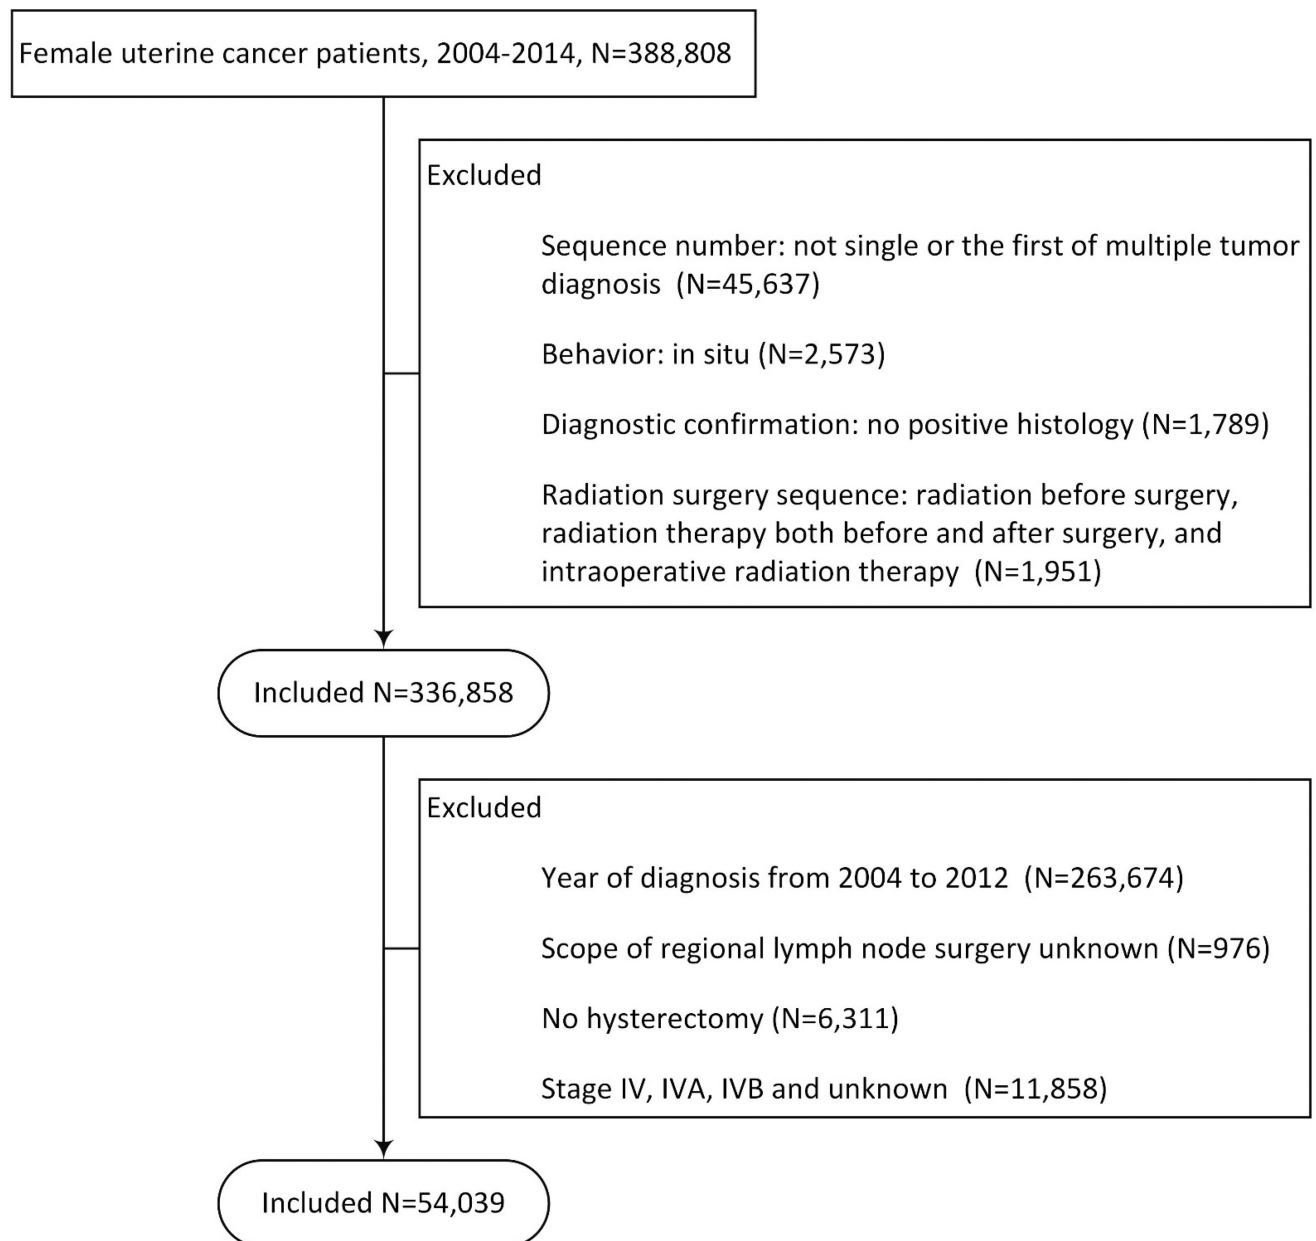 Female uterine cancer patients, 2004-2014, N=388,808
Excluded
Sequence number: not single or the first of multiple tumor
diagnosis (N=45,637)
Behavior: in situ (N=2,573)
Diagnostic confirmation: no positive histology (N=1,789)
Radiation surgery sequence: radiation before surgery,
radiation therapy both before and after surgery, and
intraoperative radiation therapy (N=1,951)
Included N=336,858
Excluded
Year of diagnosis from 2004 to 2012 (N=263,674)
Scope of regional lymph node surgery unknown (N=976)
No hysterectomy (N=6,311)
Stage IV, IVA, IVB and unknown (N=11,858)
Included N=54,039